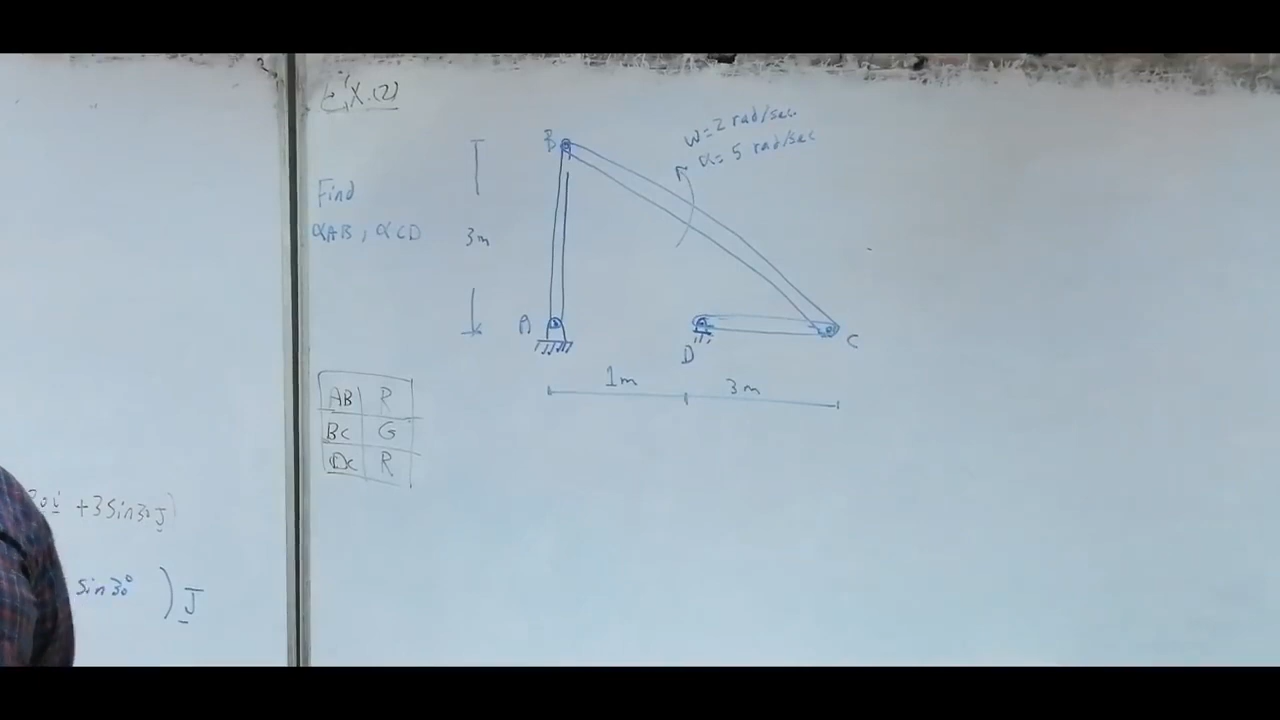 Ex.(2)
Find
αAB, αCD
B
ω=2 rad/sec
α=5 rad/sec
3m
A
D
C
1m
3m
AB R
BC G
DC R
+3sin30 J)
sin30° ) J